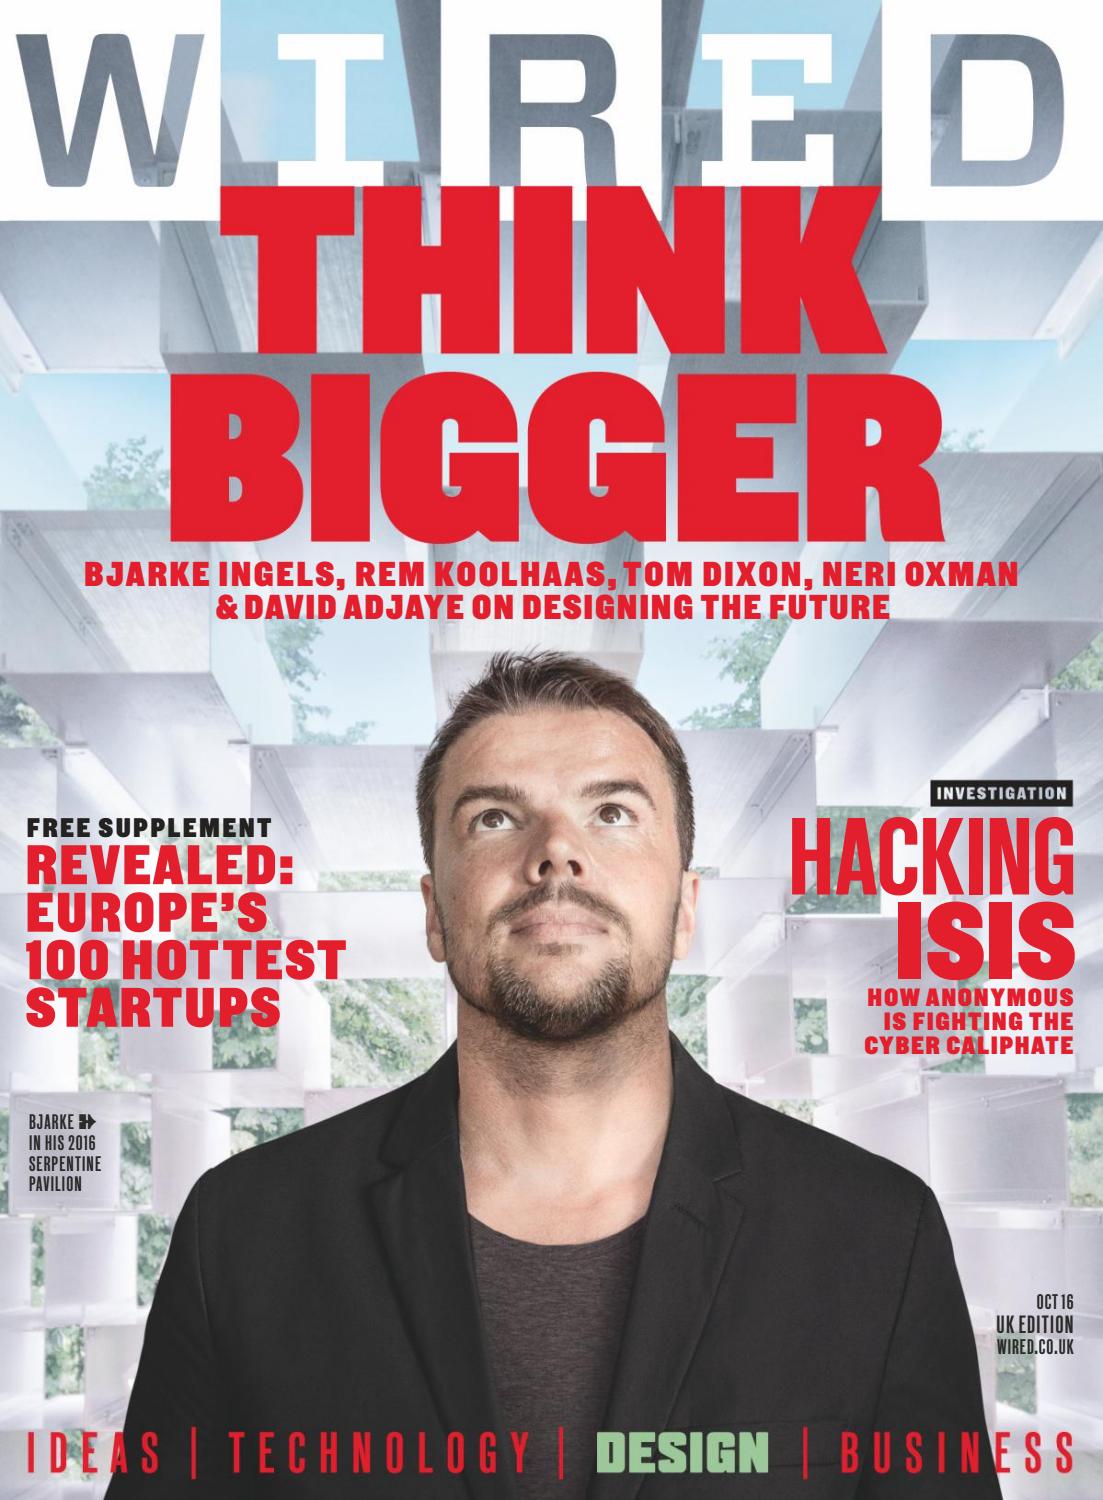 WIRED
THINK
BIGGER
BJARKE INGELS, REM KOOLHAAS, TOM DIXON, NERI OXMAN
& DAVID ADJAYE ON DESIGNING THE FUTURE
FREE SUPPLEMENT
REVEALED:
EUROPE'S
100 HOTTEST
STARTUPS
INVESTIGATION
HACKING
ISIS
HOW ANONYMOUS
IS FIGHTING THE
CYBER CALIPHATE
BJARKE
IN HIS 2016
SERPENTINE
PAVILION
OCT 16
UK EDITION
WIRED.CO.UK
IDEAS | TECHNOLOGY | DESIGN | BUSINESS